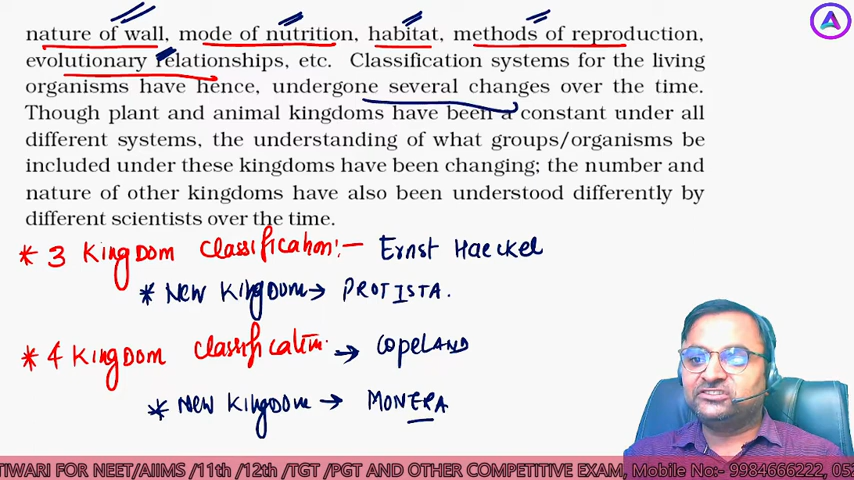 nature of wall, mode of nutrition, habitat, methods of reproduction,
evolutionary relationships, etc. Classification systems for the living
organisms have hence, undergone several changes over the time.
Though plant and animal kingdoms have been a constant under all
different systems, the understanding of what groups/organisms be
included under these kingdoms have been changing; the number and
nature of other kingdoms have also been understood differently by
different scientists over the time.
* 3 Kingdom Classification:- Ernst Haeckel
* New Kingdom → PROTISTA.
* 4 Kingdom Classification → Copeland
* New Kingdom → MONERA
TIWARI FOR NEET/AIIMS /11th /12th /TGT /PGT AND OTHER COMPETITIVE EXAM, Mobile No:- 9984666222, 052